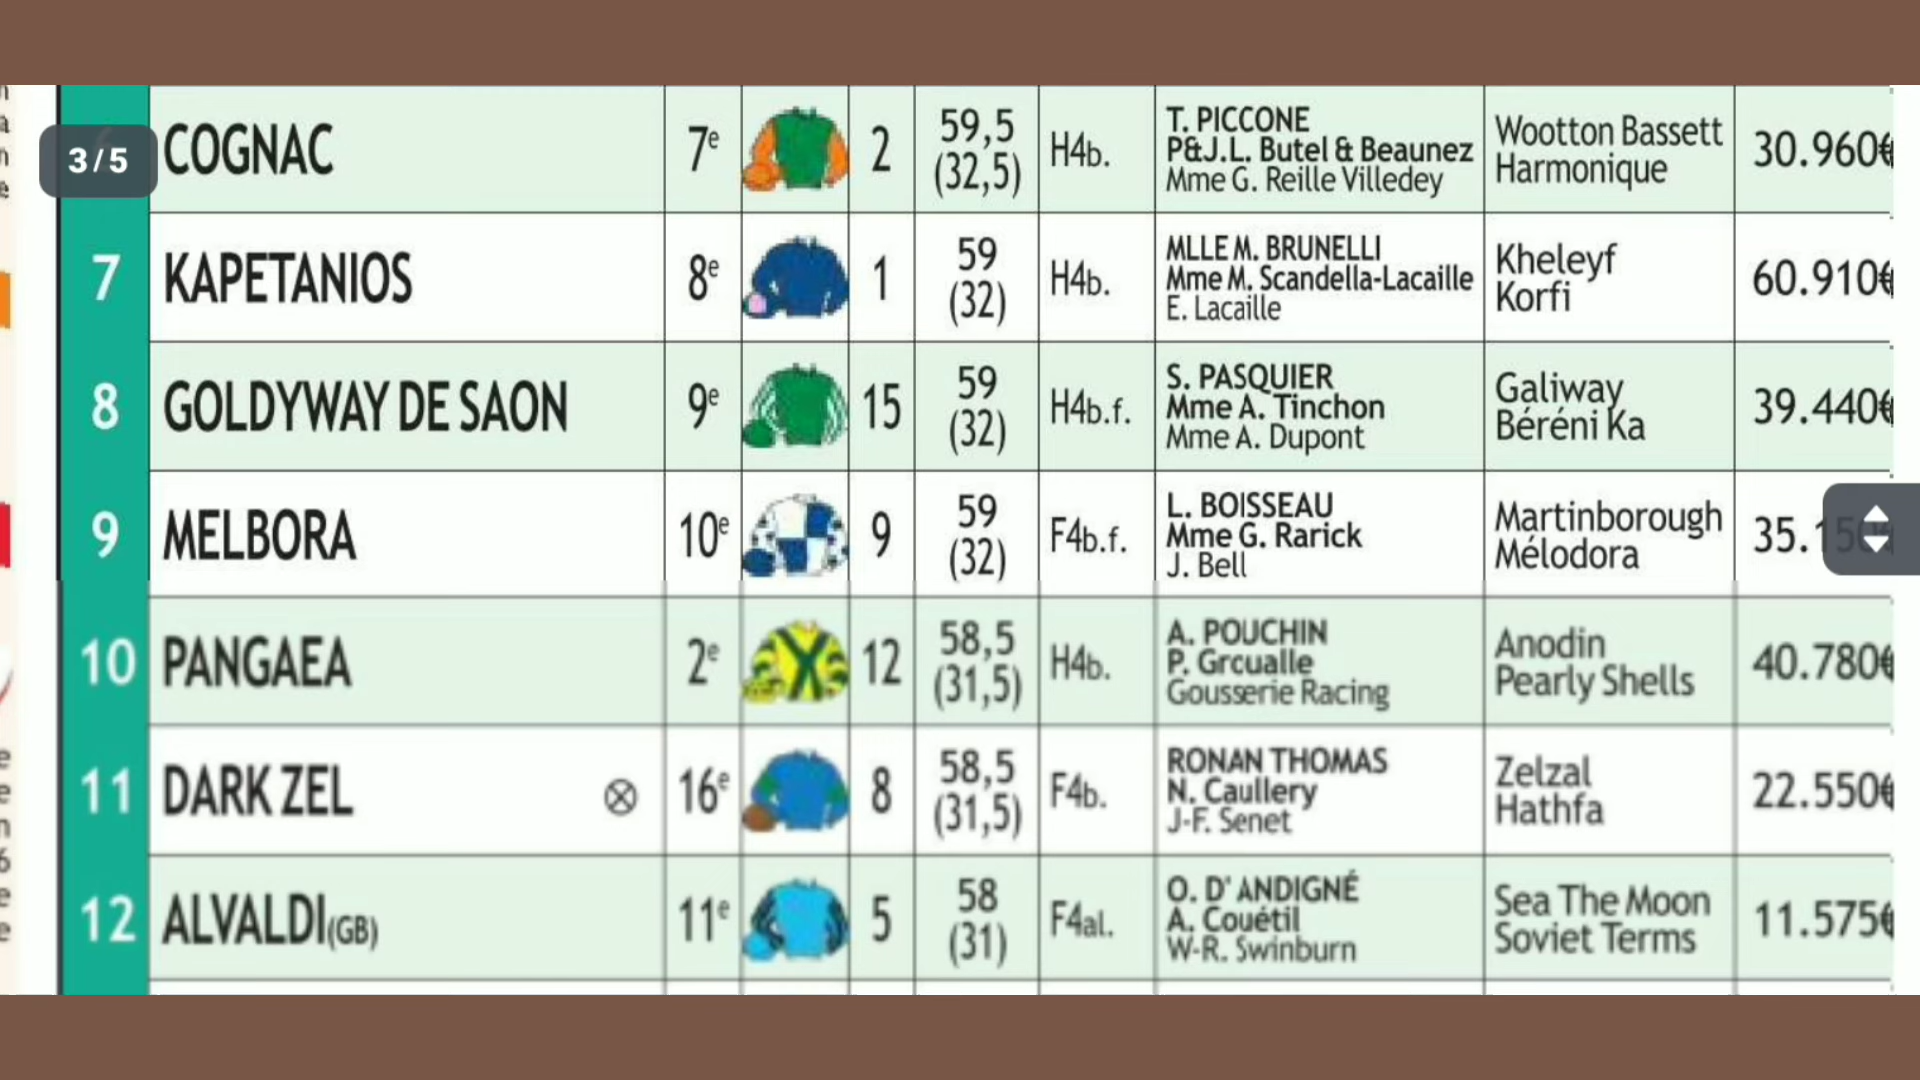 3/5
COGNAC 7e 2 59,5 (32,5) H4b. T. PICCONE P&J.L. Butel & Beaunez Mme G. Reille Villedey Wootton Bassett Harmonique 30.960€
7 KAPETANIOS 8e 1 59 (32) H4b. MLLE M. BRUNELLI Mme M. Scandella-Lacaille E. Lacaille Kheleyf Korfi 60.910€
8 GOLDYWAY DE SAON 9e 15 59 (32) H4b.f. S. PASQUIER Mme A. Tinchon Mme A. Dupont Galiway Béréni Ka 39.440€
9 MELBORA 10e 9 59 (32) F4b.f. L. BOISSEAU Mme G. Rarick J. Bell Martinborough Mélodora 35.150€
10 PANGAEA 2e 12 58,5 (31,5) H4b. A. POUCHIN P. Grcualle Gousserie Racing Anodin Pearly Shells 40.780€
11 DARK ZEL 16e 8 58,5 (31,5) F4b. RONAN THOMAS N. Caullery J-F. Senet Zelzal Hathfa 22.550€
12 ALVALDI(GB) 11e 5 58 (31) F4al. O. D'ANDIGNÉ A. Couétil W-R. Swinburn Sea The Moon Soviet Terms 11.575€